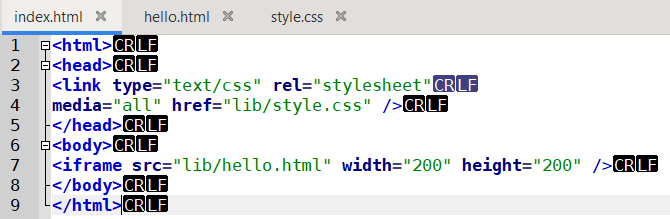 index.html hello.html style.css
1 <html>CRLF
2 <head>CRLF
3 <link type="text/css" rel="stylesheet"CRLF
4 media="all" href="lib/style.css" />CRLF
5 </head>CRLF
6 <body>CRLF
7 <iframe src="lib/hello.html" width="200" height="200" />CRLF
8 </body>CRLF
9 </html>CRLF